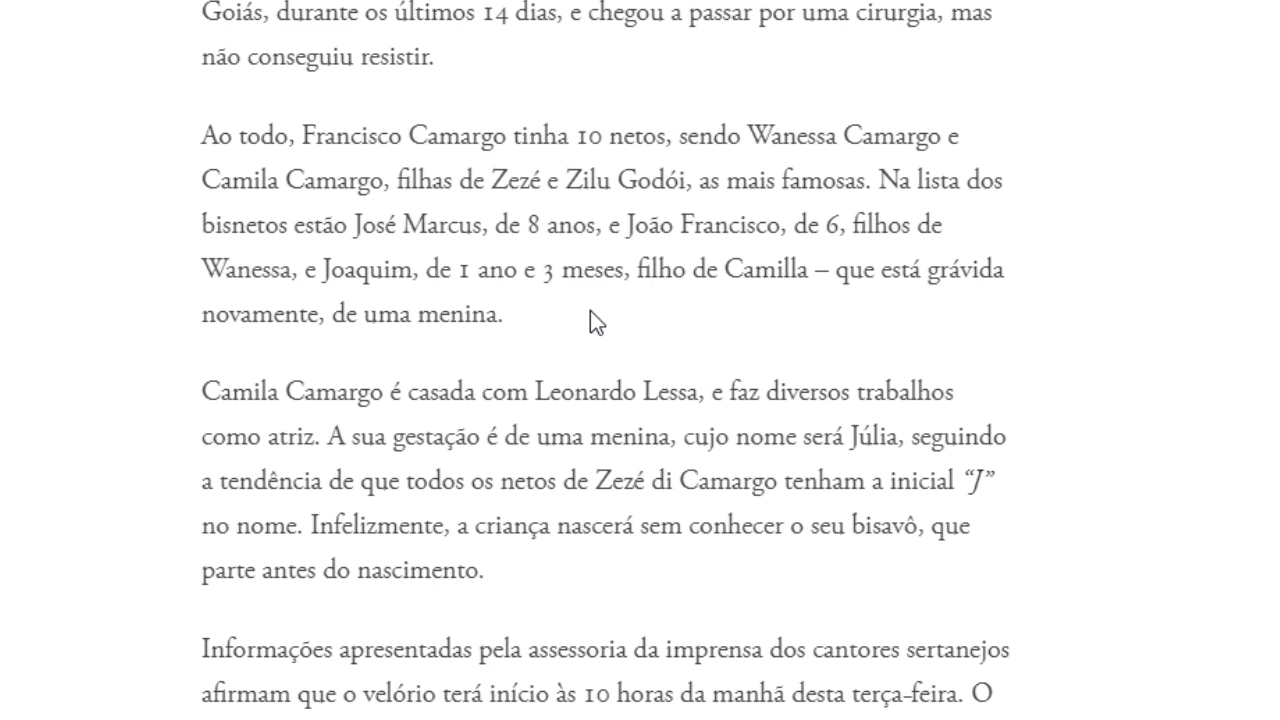 Goiás, durante os últimos 14 dias, e chegou a passar por uma cirurgia, mas
não conseguiu resistir.
Ao todo, Francisco Camargo tinha 10 netos, sendo Wanessa Camargo e
Camila Camargo, filhas de Zezé e Zilu Godói, as mais famosas. Na lista dos
bisnetos estão José Marcus, de 8 anos, e João Francisco, de 6, filhos de
Wanessa, e Joaquim, de 1 ano e 3 meses, filho de Camilla – que está grávida
novamente, de uma menina.
Camila Camargo é casada com Leonardo Lessa, e faz diversos trabalhos
como atriz. A sua gestação é de uma menina, cujo nome será Júlia, seguindo
a tendência de que todos os netos de Zezé di Camargo tenham a inicial “J”
no nome. Infelizmente, a criança nascerá sem conhecer o seu bisavô, que
parte antes do nascimento.
Informações apresentadas pela assessoria da imprensa dos cantores sertanejos
afirmam que o velório terá início às 10 horas da manhã desta terça-feira. O